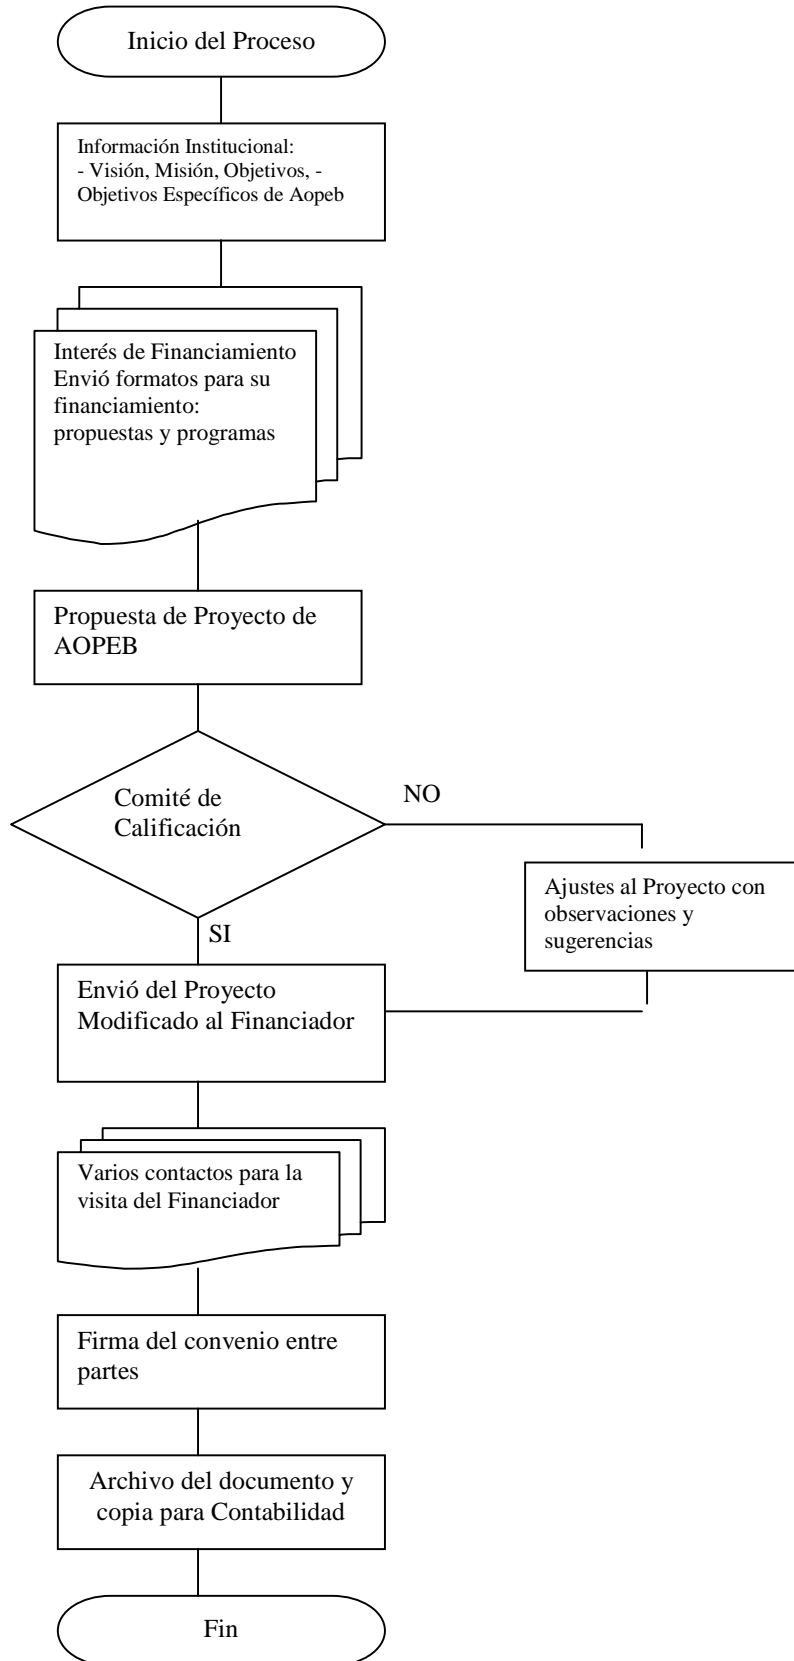 Inicio del Proceso
Información Institucional:
- Visión, Misión, Objetivos, -
Objetivos Específicos de Aopeb
Interés de Financiamiento
Envió formatos para su
financiamiento:
propuestas y programas
Propuesta de Proyecto de
AOPEB
Comité de
Calificación
NO
Ajustes al Proyecto con
observaciones y
sugerencias
SI
Envió del Proyecto
Modificado al Financiador
Varios contactos para la
visita del Financiador
Firma del convenio entre
partes
Archivo del documento y
copia para Contabilidad
Fin